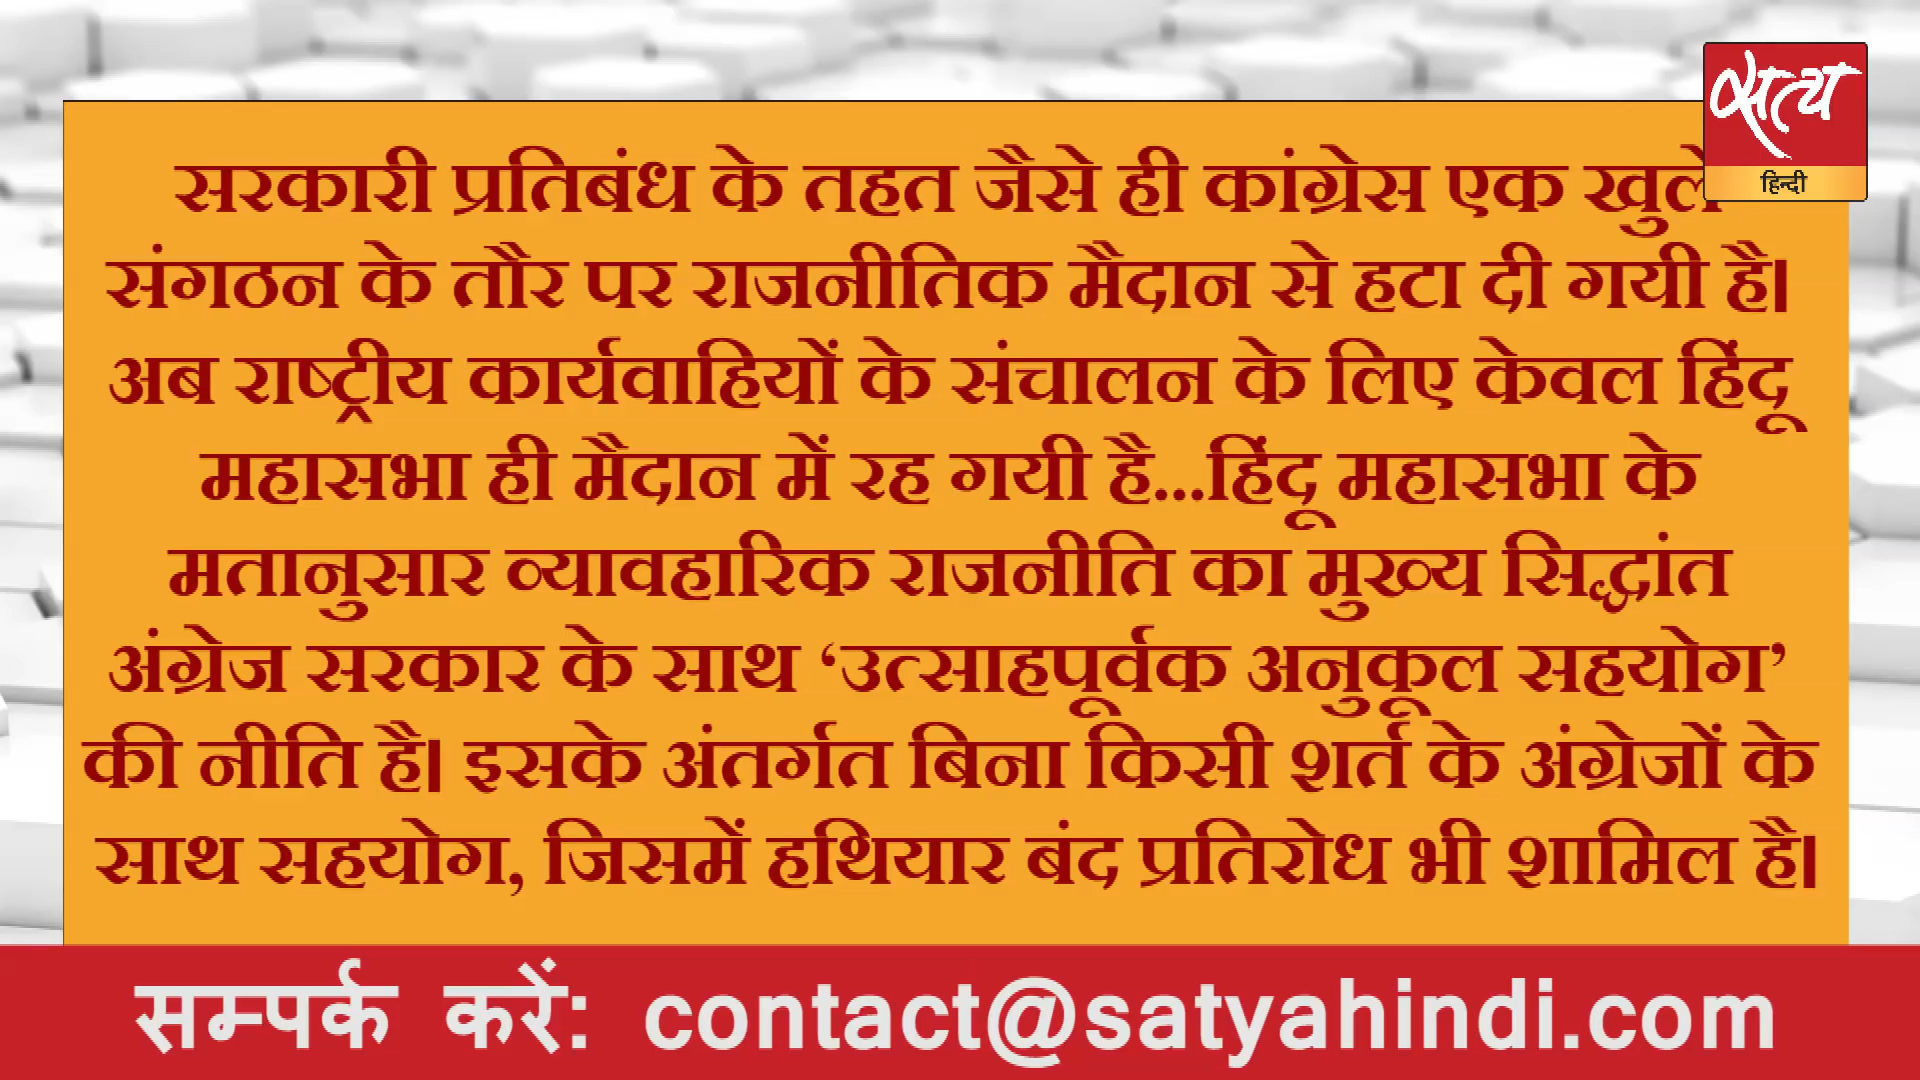 सत्य
हिन्दी
सरकारी प्रतिबंध के तहत जैसे ही कांग्रेस एक खुले
संगठन के तौर पर राजनीतिक मैदान से हटा दी गयी है।
अब राष्ट्रीय कार्यवाहियों के संचालन के लिए केवल हिंदू
महासभा ही मैदान में रह गयी है...हिंदू महासभा के
मतानुसार व्यावहारिक राजनीति का मुख्य सिद्धांत
अंग्रेज सरकार के साथ ‘उत्साहपूर्वक अनुकूल सहयोग’
की नीति है। इसके अंतर्गत बिना किसी शर्त के अंग्रेजों के
साथ सहयोग, जिसमें हथियार बंद प्रतिरोध भी शामिल है।
सम्पर्क करें: contact@satyahindi.com